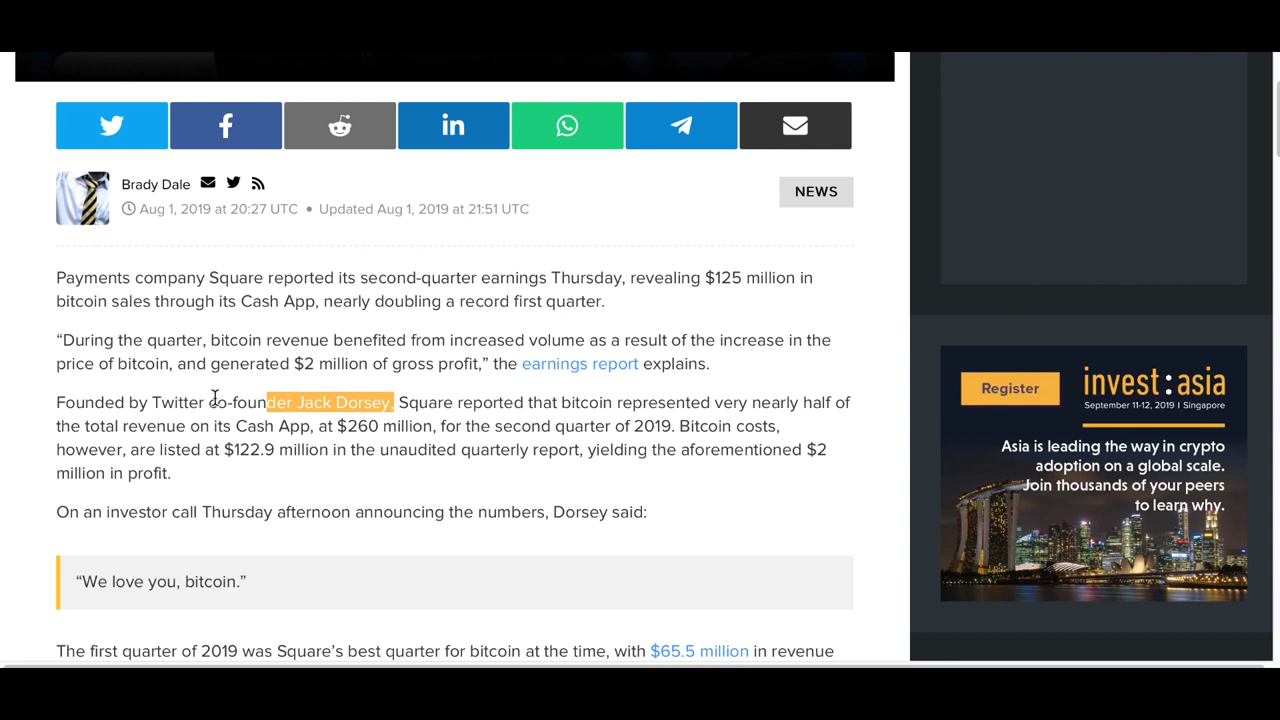 Brady Dale
Aug 1, 2019 at 20:27 UTC • Updated Aug 1, 2019 at 21:51 UTC
NEWS
Payments company Square reported its second-quarter earnings Thursday, revealing $125 million in
bitcoin sales through its Cash App, nearly doubling a record first quarter.
“During the quarter, bitcoin revenue benefited from increased volume as a result of the increase in the
price of bitcoin, and generated $2 million of gross profit,” the earnings report explains.
Founded by Twitter co-founder Jack Dorsey, Square reported that bitcoin represented very nearly half of
the total revenue on its Cash App, at $260 million, for the second quarter of 2019. Bitcoin costs,
however, are listed at $122.9 million in the unaudited quarterly report, yielding the aforementioned $2
million in profit.
On an investor call Thursday afternoon announcing the numbers, Dorsey said:
“We love you, bitcoin.”
The first quarter of 2019 was Square’s best quarter for bitcoin at the time, with $65.5 million in revenue
Register
invest:asia
September 11-12, 2019 | Singapore
Asia is leading the way in crypto
adoption on a global scale.
Join thousands of your peers
to learn why.